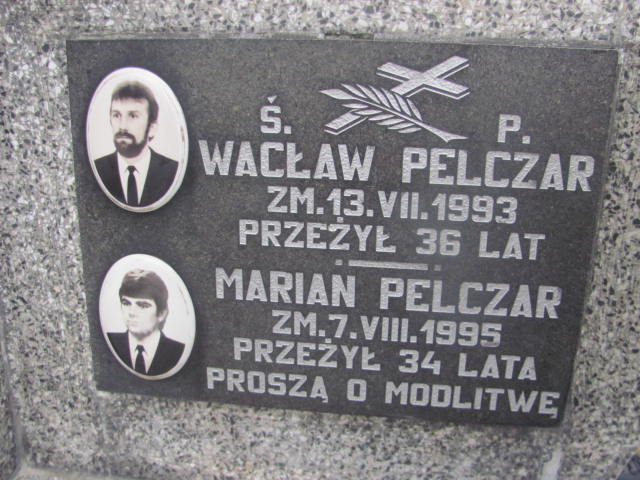 Ś. P.
WACŁAW PELCZAR
ZM. 13. VII. 1993
PRZEŻYŁ 36 LAT
MARIAN PELCZAR
ZM. 7. VIII. 1995
PRZEŻYŁ 34 LATA
PROSZĄ O MODLITWĘ